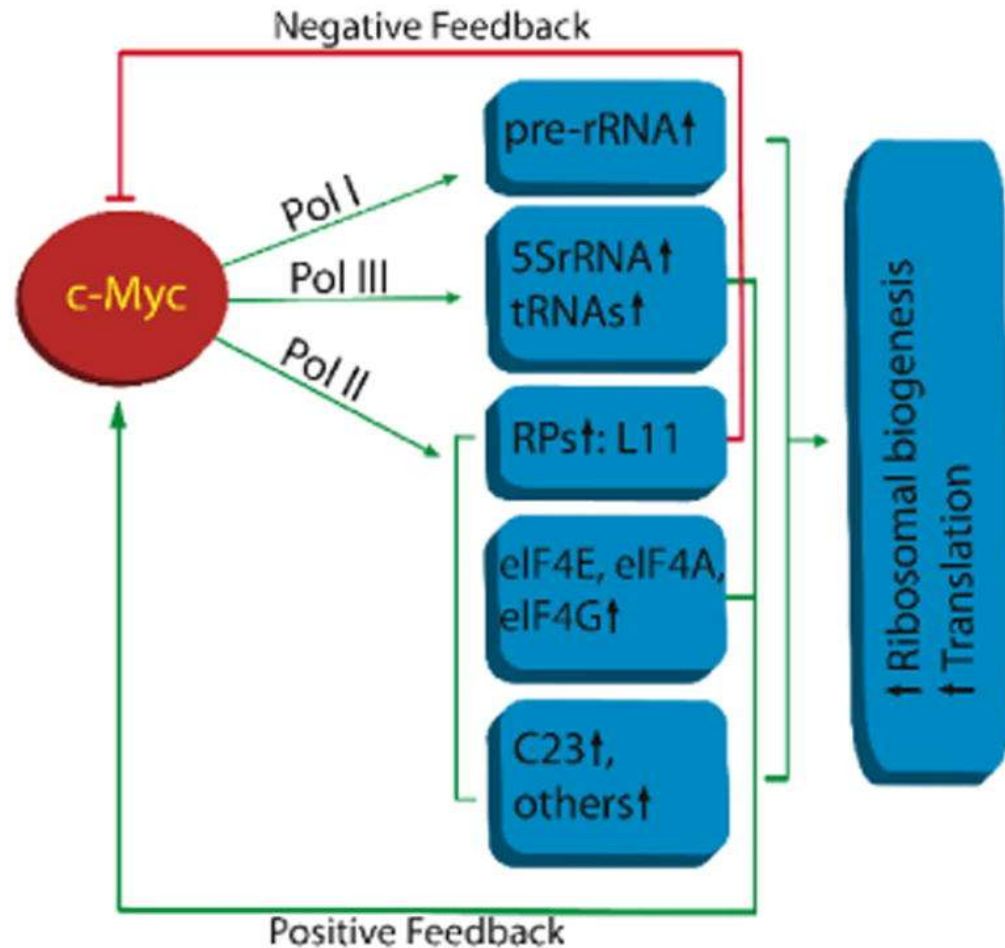 Negative Feedback
pre-rRNA↑
Pol I
5SrRNA↑
tRNAs↑
Pol III
c-Myc
Pol II
RPs↑: L11
eIF4E, eIF4A,
eIF4G↑
C23↑,
others↑
↑ Ribosomal biogenesis
↑ Translation
Positive Feedback